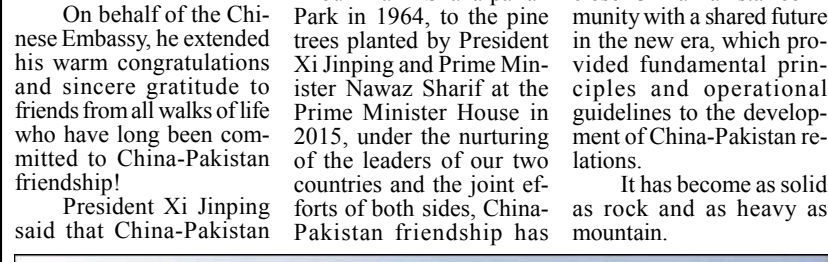 On behalf of the Chi-
nese Embassy, he extended
his warm congratulations
and sincere gratitude to
friends from all walks of life
who have long been com-
mitted to China-Pakistan
friendship!
President Xi Jinping
said that China-Pakistan
Park in 1964, to the pine
trees planted by President
Xi Jinping and Prime Min-
ister Nawaz Sharif at the
Prime Minister House in
2015, under the nurturing
of the leaders of our two
countries and the joint ef-
forts of both sides, China-
Pakistan friendship has
munity with a shared future
in the new era, which pro-
vided fundamental prin-
ciples and operational
guidelines to the develop-
ment of China-Pakistan re-
lations.
It has become as solid
as rock and as heavy as
mountain.